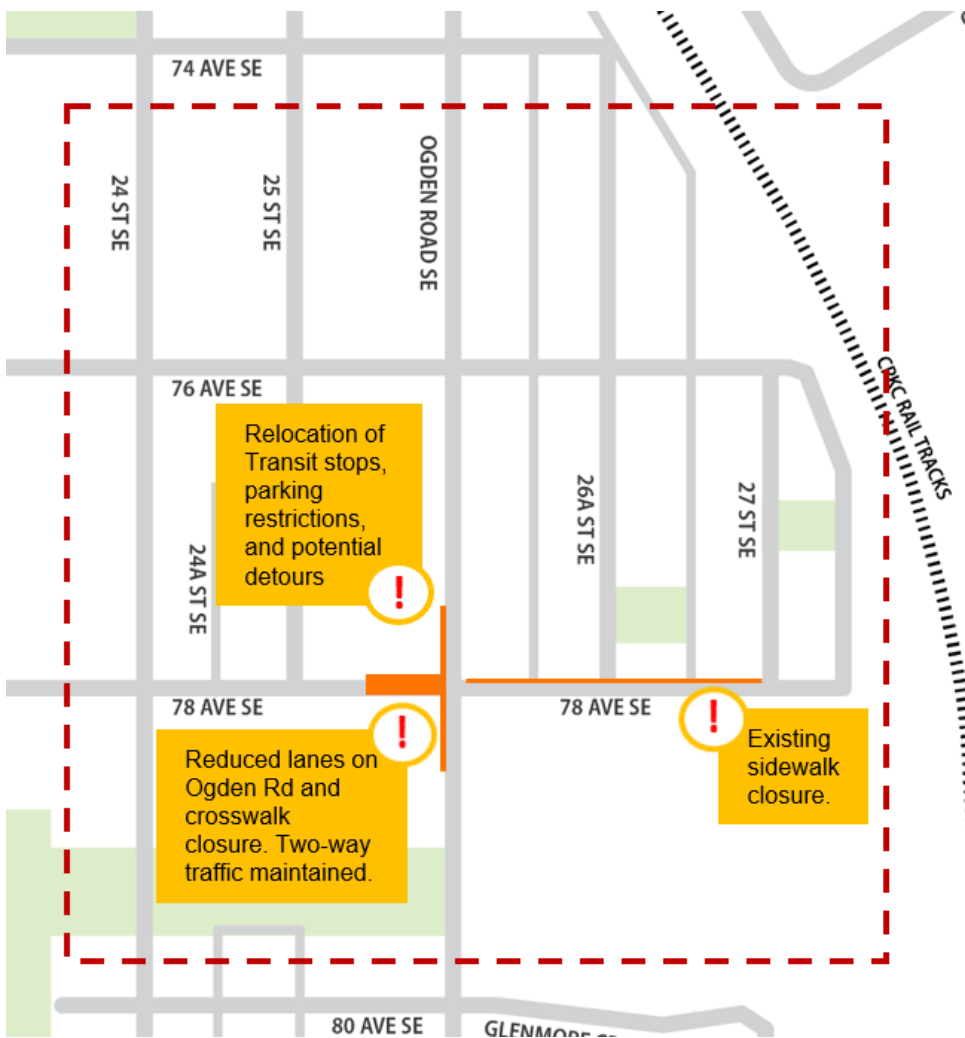 74 AVE SE
24 ST SE
25 ST SE
OGDEN ROAD SE
CPKC RAIL TRACKS
76 AVE SE
Relocation of
Transit stops,
parking
restrictions,
and potential
detours
!
24A ST SE
26A ST SE
27 ST SE
78 AVE SE
78 AVE SE
!
Reduced lanes on
Ogden Rd and
crosswalk
closure. Two-way
traffic maintained.
!
Existing
sidewalk
closure.
80 AVE SE
GLENMORE